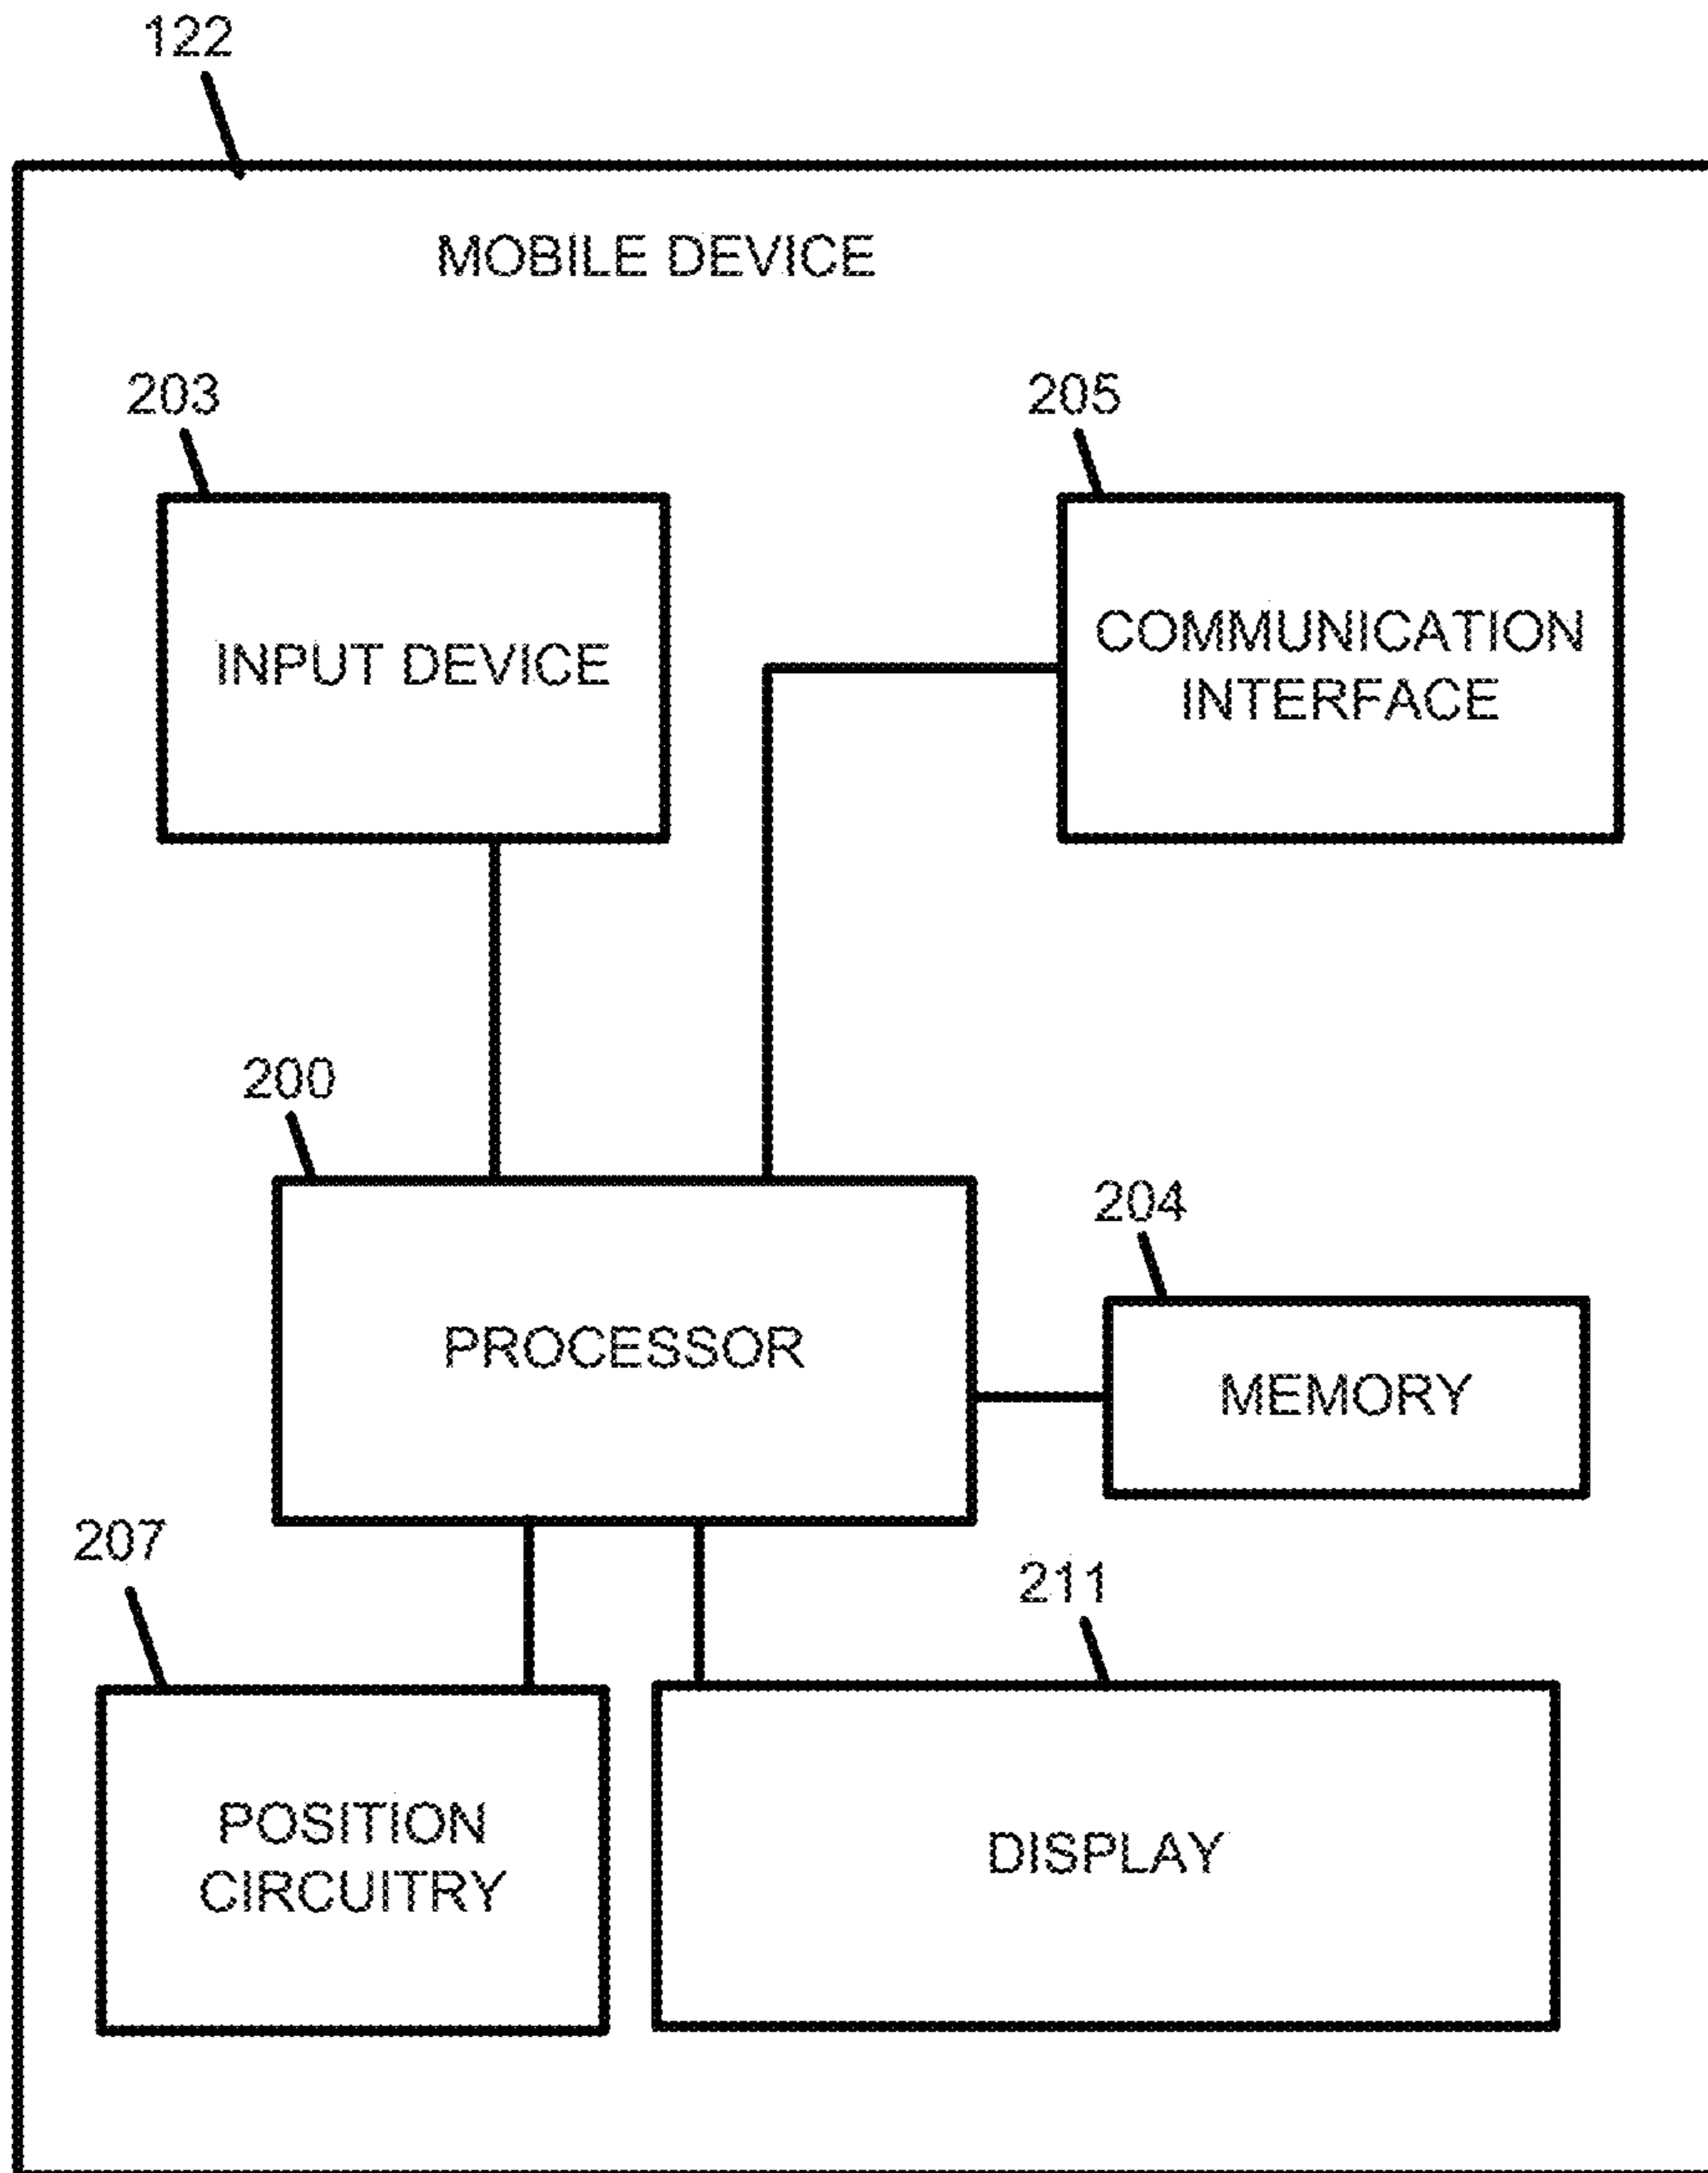 122
MOBILE DEVICE
203
205
INPUT DEVICE
COMMUNICATION
INTERFACE
200
204
PROCESSOR
MEMORY
207
211
POSITION
CIRCUITRY
DISPLAY